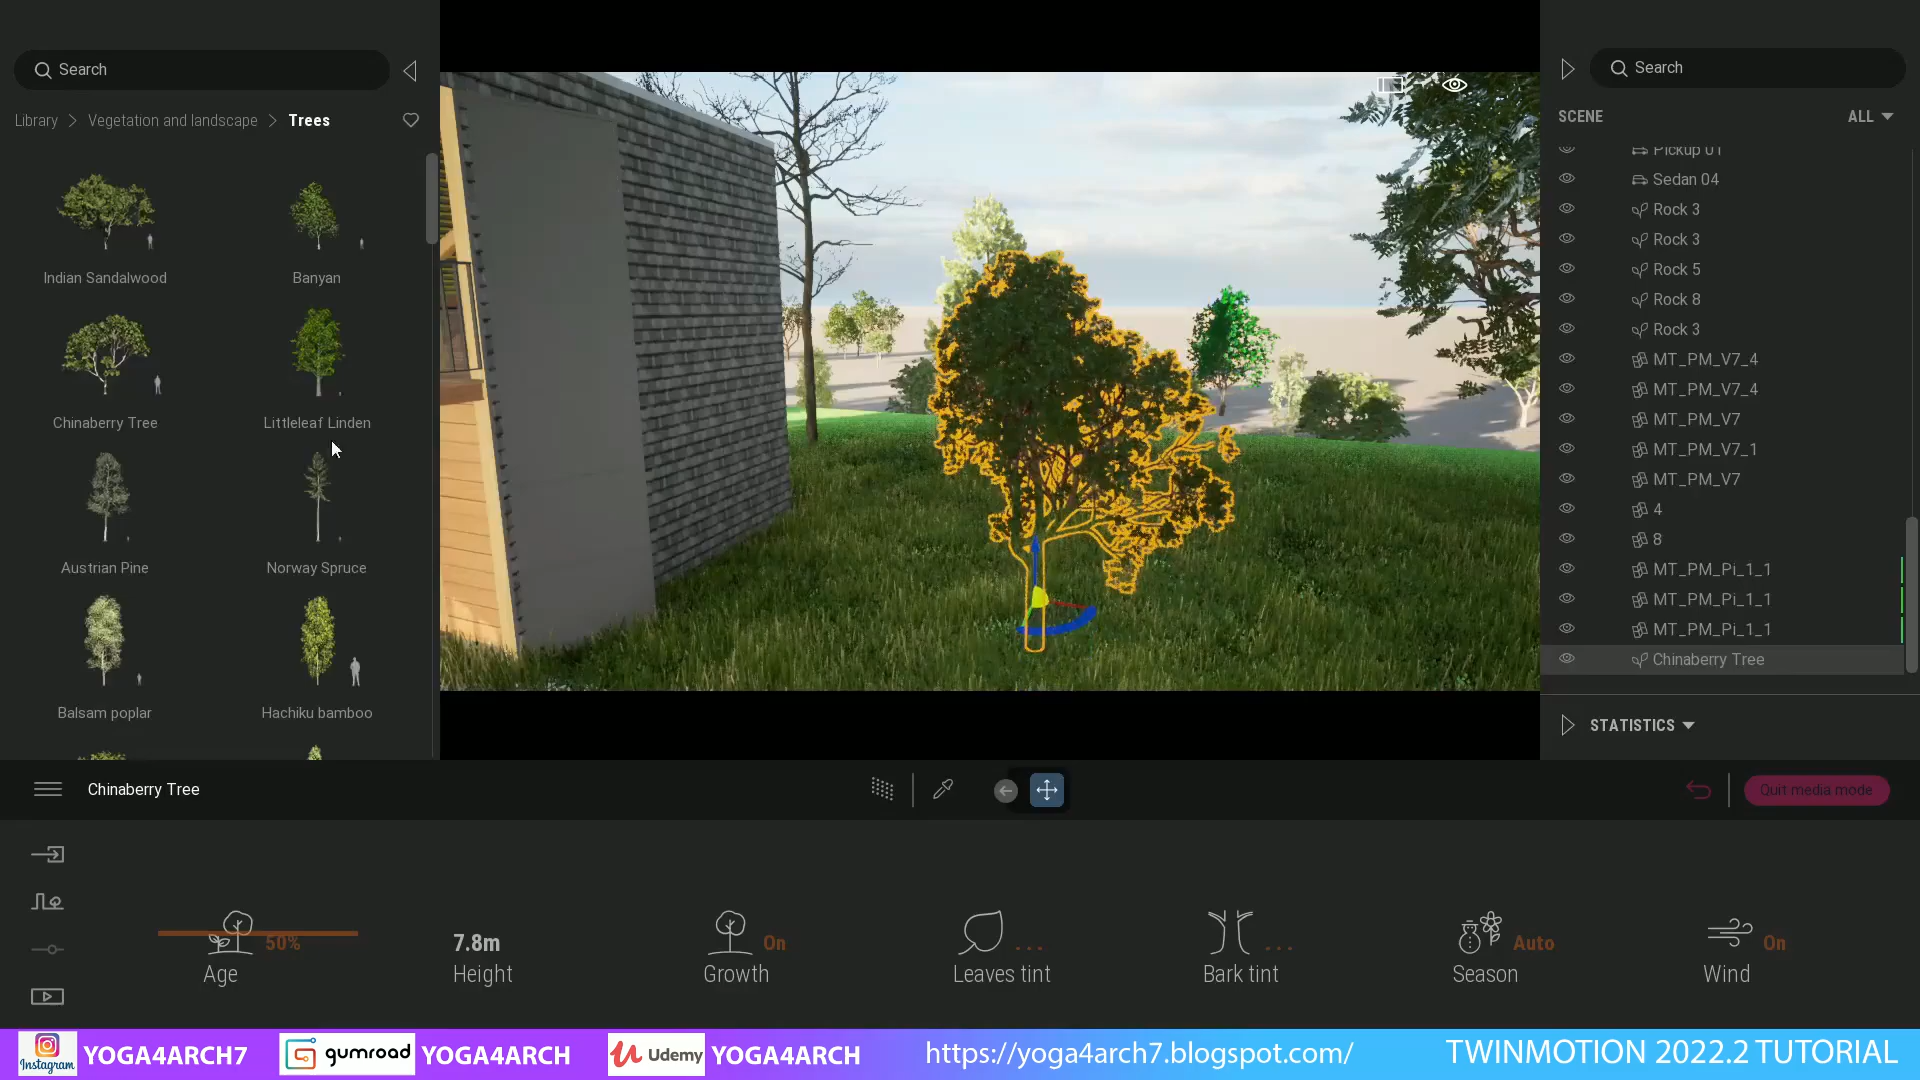 Search
Library > Vegetation and landscape > Trees
Indian Sandalwood
Banyan
Chinaberry Tree
Littleleaf Linden
Austrian Pine
Norway Spruce
Balsam poplar
Hachiku bamboo
Search
SCENE
ALL
Pickup 01
Sedan 04
Rock 3
Rock 3
Rock 5
Rock 8
Rock 3
MT_PM_V7_4
MT_PM_V7_4
MT_PM_V7
MT_PM_V7_1
MT_PM_V7
4
8
MT_PM_Pi_1_1
MT_PM_Pi_1_1
MT_PM_Pi_1_1
Chinaberry Tree
STATISTICS
Chinaberry Tree
Quit media mode
50%
Age
7.8m
Height
On
Growth
...
Leaves tint
...
Bark tint
Auto
Season
On
Wind
Instagram YOGA4ARCH7
gumroad YOGA4ARCH
Udemy YOGA4ARCH
https://yoga4arch7.blogspot.com/
TWINMOTION 2022.2 TUTORIAL